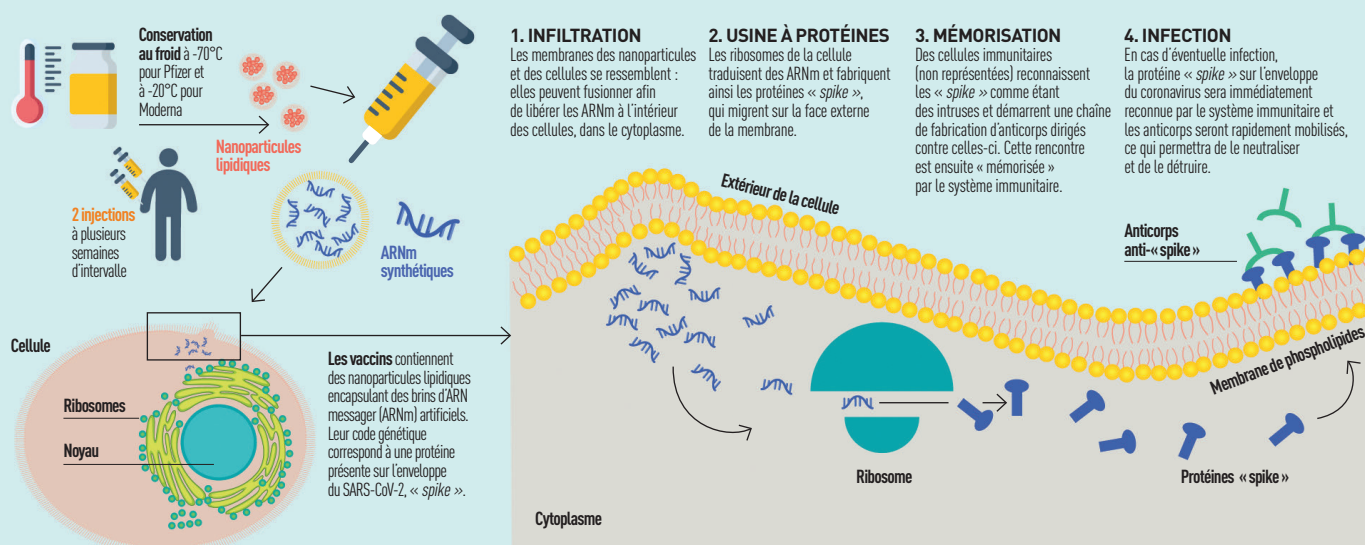 Conservation
au froid à -70°C
pour Pfizer et
à -20°C pour
Moderna
Nanoparticules
lipidiques
2 injections
à plusieurs
semaines
d'intervalle
ARNm
synthétiques
Cellule
Ribosomes
Noyau
Les vaccins contiennent
des nanoparticules lipidiques
encapsulant des brins d'ARN
messager (ARNm) artificiels.
Leur code génétique
correspond à une protéine
présente sur l'enveloppe
du SARS-CoV-2, « spike ».
1. INFILTRATION
Les membranes des nanoparticules
et des cellules se ressemblent :
elles peuvent fusionner afin
de libérer les ARNm à l'intérieur
des cellules, dans le cytoplasme.
2. USINE À PROTÉINES
Les ribosomes de la cellule
traduisent des ARNm et fabriquent
ainsi les protéines « spike »,
qui migrent sur la face externe
de la membrane.
3. MÉMORISATION
Des cellules immunitaires
(non représentées) reconnaissent
les « spike » comme étant
des intruses et démarrent une chaîne
de fabrication d'anticorps dirigés
contre celles-ci. Cette rencontre
est ensuite « mémorisée »
par le système immunitaire.
4. INFECTION
En cas d'éventuelle infection,
la protéine « spike » sur l'enveloppe
du coronavirus sera immédiatement
reconnue par le système immunitaire et
les anticorps seront rapidement mobilisés,
ce qui permettra de le neutraliser
et de le détruire.
Extérieur de la cellule
Anticorps
anti-« spike »
Membrane de phospholipides
Ribosome
Protéines « spike »
Cytoplasme